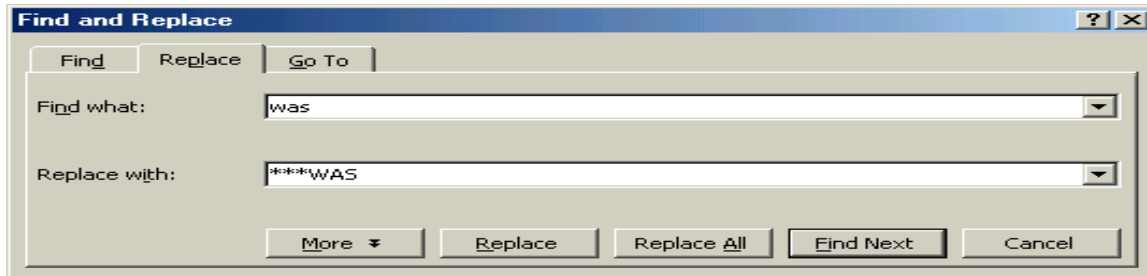 Find and Replace
Find Replace Go To
Find what: was
Replace with: ***WAS
More Replace Replace All Find Next Cancel